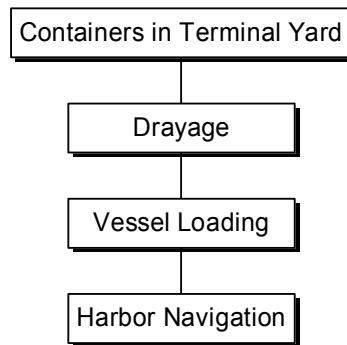 Containers in Terminal Yard
Drayage
Vessel Loading
Harbor Navigation